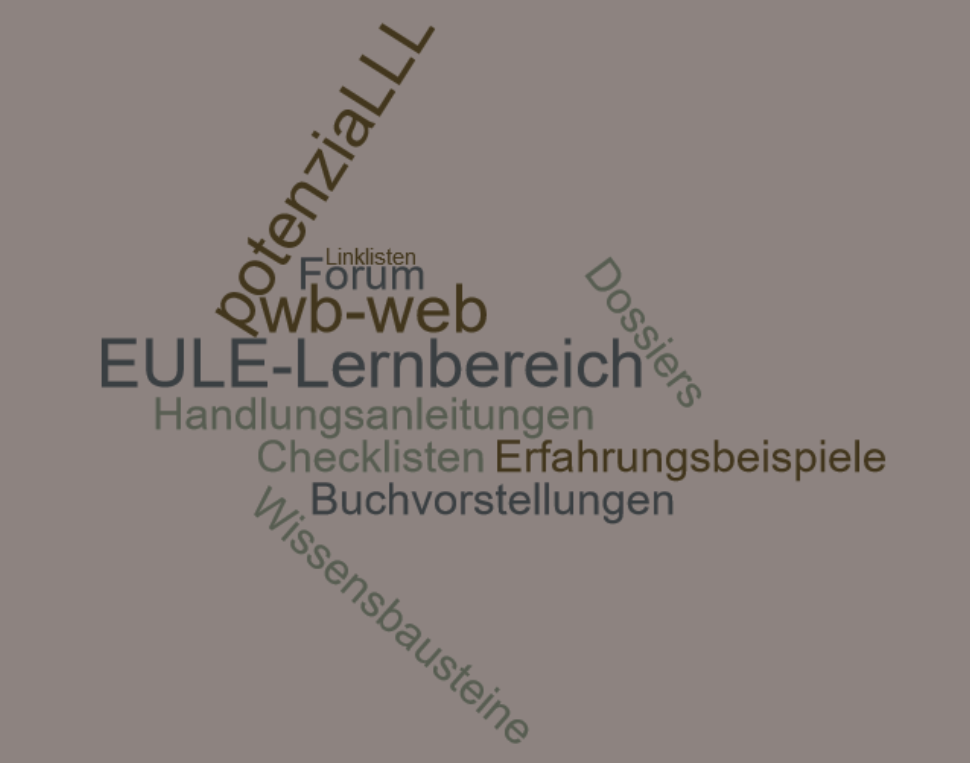 potenziaLLL
Linklisten
Forum
wb-web
Dossiers
EULE-Lernbereich
Handlungsanleitungen
Checklisten Erfahrungsbeispiele
Buchvorstellungen
Wissensbausteine